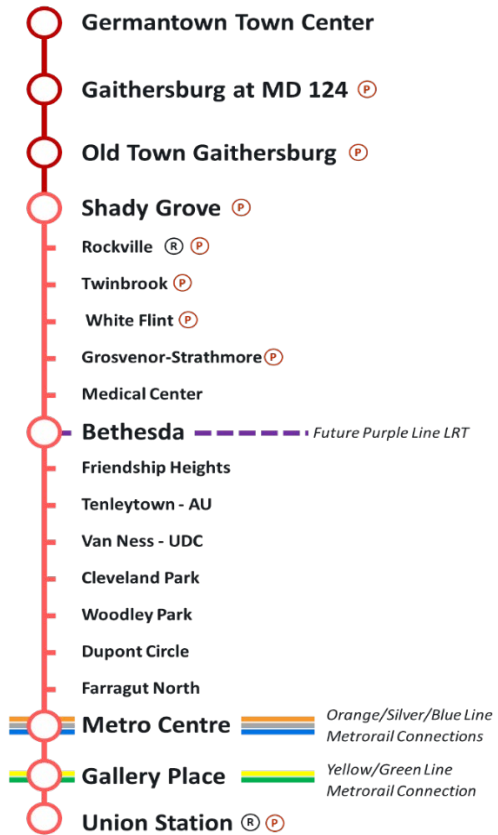 Germantown Town Center
Gaithersburg at MD 124 P
Old Town Gaithersburg P
Shady Grove P
Rockville R P
Twinbrook P
White Flint P
Grosvenor-Strathmore P
Medical Center
Bethesda Future Purple Line LRT
Friendship Heights
Tenleytown - AU
Van Ness - UDC
Cleveland Park
Woodley Park
Dupont Circle
Farragut North
Metro Centre
Orange/Silver/Blue Line
Metrorail Connections
Gallery Place
Yellow/Green Line
Metrorail Connection
Union Station R P